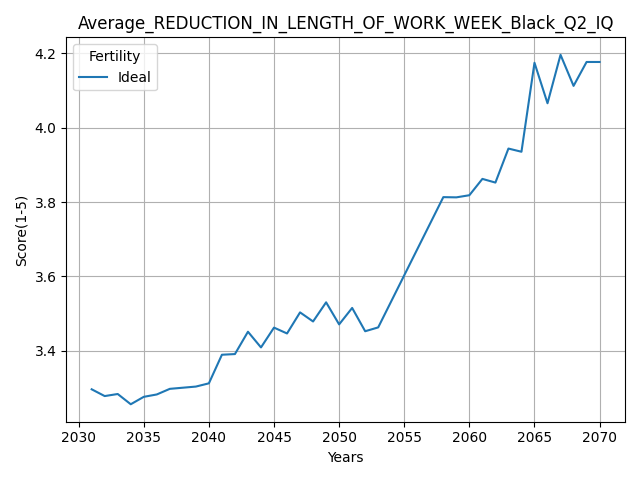 Average_REDUCTION_IN_LENGTH_OF_WORK_WEEK_Black_Q2_IQ
Fertility
Ideal
Score(1-5)
4.2
4.0
3.8
3.6
3.4
2030 2035 2040 2045 2050 2055 2060 2065 2070
Years